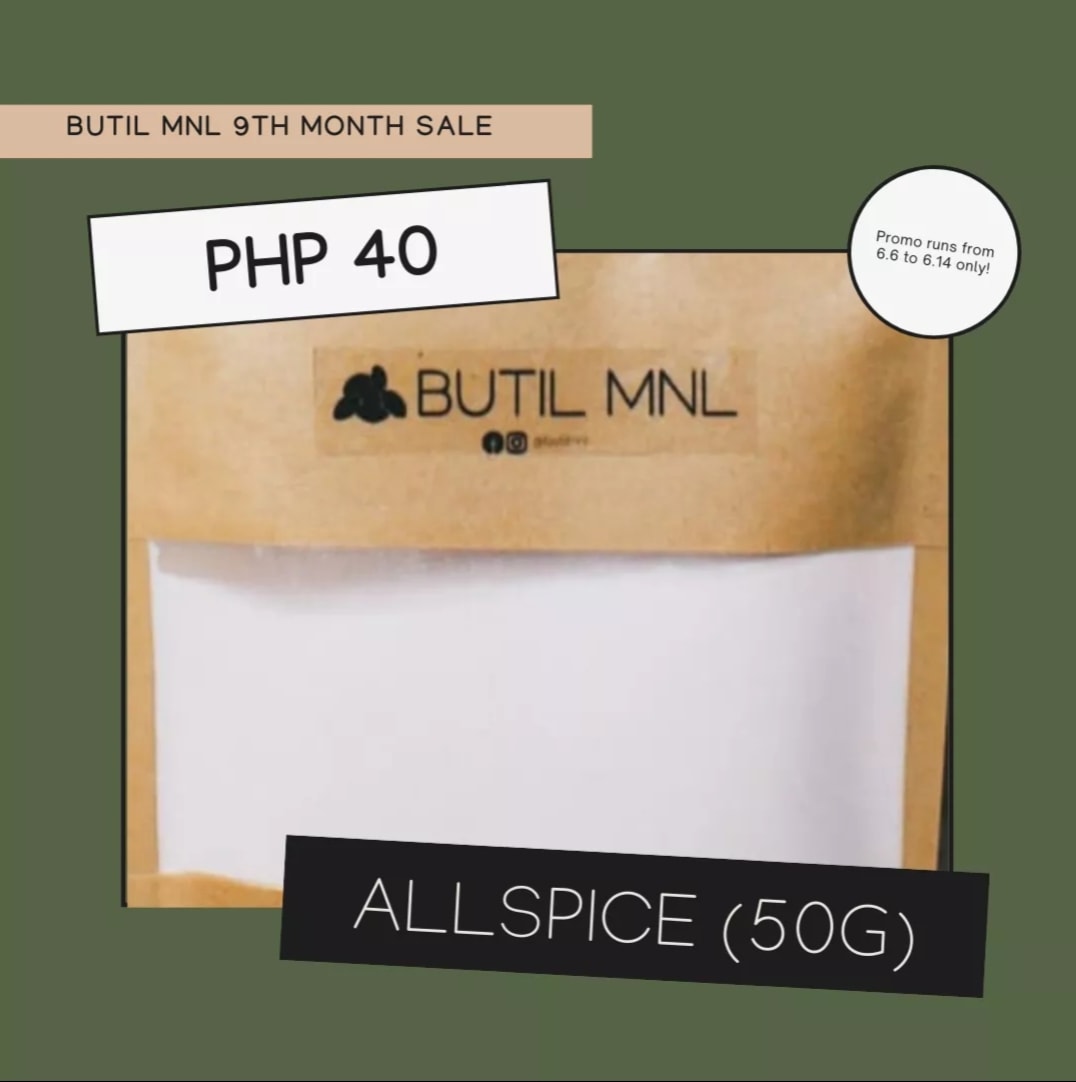 BUTIL MNL 9TH MONTH SALE
PHP 40
Promo runs from
6.6 to 6.14 only!
BUTIL MNL
ALLSPICE (50G)